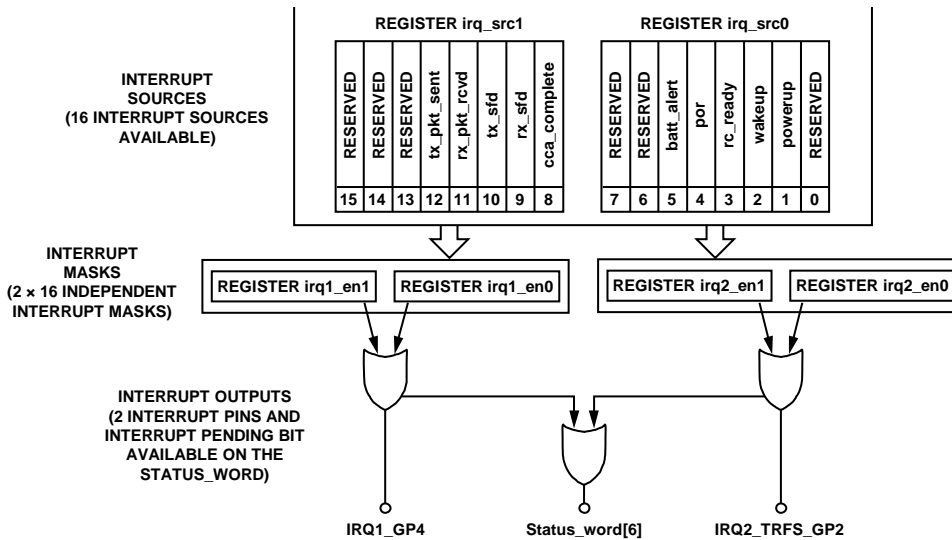 REGISTER irq_src1
REGISTER irq_src0
INTERRUPT
SOURCES
(16 INTERRUPT SOURCES
AVAILABLE)
RESERVED
RESERVED
RESERVED
tx_pkt_sent
rx_pkt_rcvd
tx_sfd
rx_sfd
cca_complete
RESERVED
RESERVED
batt_alert
por
rc_ready
wakeup
powerup
RESERVED
15 14 13 12 11 10 9 8
7 6 5 4 3 2 1 0
INTERRUPT
MASKS
(2 × 16 INDEPENDENT
INTERRUPT MASKS)
REGISTER irq1_en1
REGISTER irq1_en0
REGISTER irq2_en1
REGISTER irq2_en0
INTERRUPT OUTPUTS
(2 INTERRUPT PINS AND
INTERRUPT PENDING BIT
AVAILABLE ON THE
STATUS_WORD)
IRQ1_GP4
Status_word[6]
IRQ2_TRFS_GP2